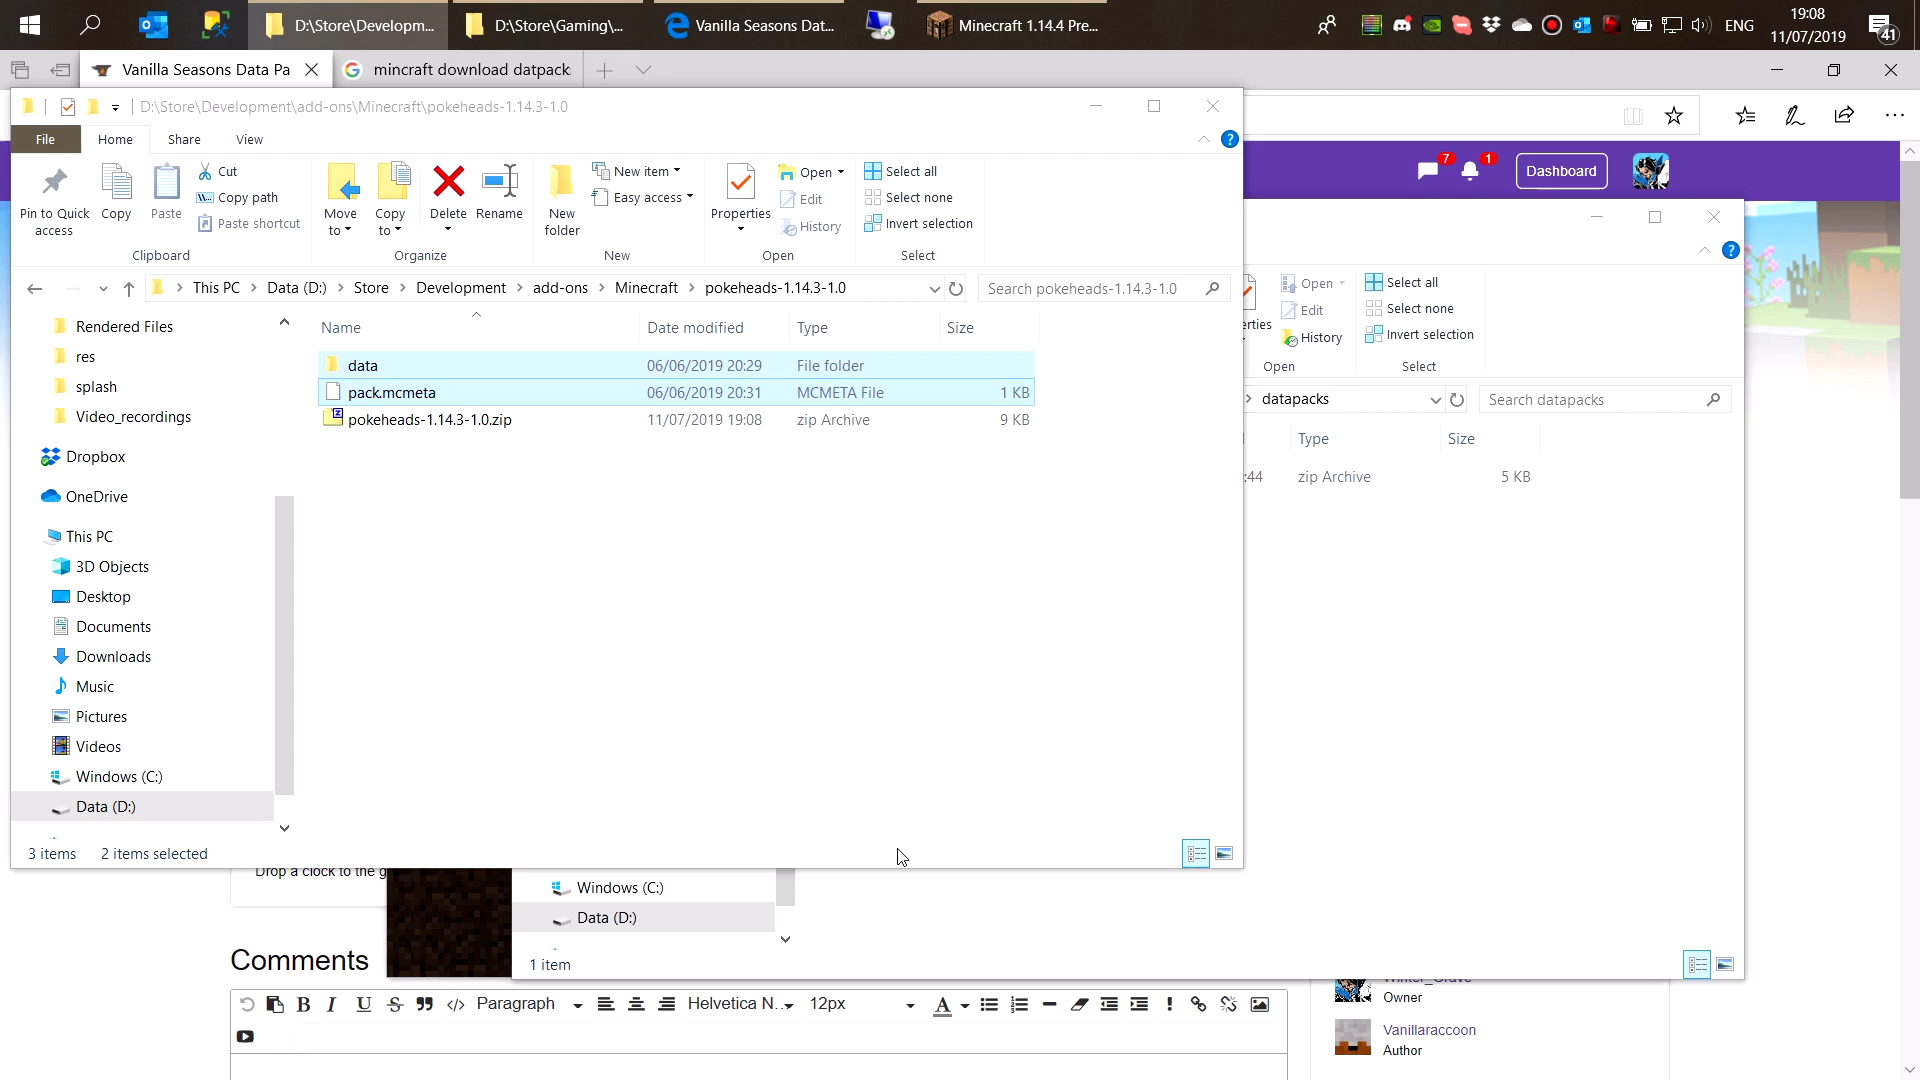 D:\Store\Developm...
D:\Store\Gaming\...
Vanilla Seasons Dat...
Minecraft 1.14.4 Pre...
ENG
19:08
11/07/2019
41
Vanilla Seasons Data Pa
mincraft download datpack
D:\Store\Development\add-ons\Minecraft\pokeheads-1.14.3-1.0
File
Home
Share
View
Pin to Quick access
Copy
Paste
Cut
Copy path
Paste shortcut
Clipboard
Move to
Copy to
Delete
Rename
Organize
New folder
New item
Easy access
New
Properties
Open
Edit
History
Open
Select all
Select none
Invert selection
Select
7
1
Dashboard
This PC
Data (D:)
Store
Development
add-ons
Minecraft
pokeheads-1.14.3-1.0
Search pokeheads-1.14.3-1.0
Name
Date modified
Type
Size
data 06/06/2019 20:29 File folder
pack.mcmeta 06/06/2019 20:31 MCMETA File 1 KB
pokeheads-1.14.3-1.0.zip 11/07/2019 19:08 zip Archive 9 KB
Rendered Files
res
splash
Video_recordings
Dropbox
OneDrive
This PC
3D Objects
Desktop
Documents
Downloads
Music
Pictures
Videos
Windows (C:)
Data (D:)
3 items 2 items selected
erties
Open
Edit
History
Open
Select all
Select none
Invert selection
Select
datapacks
Search datapacks
Type
Size
:44 zip Archive 5 KB
Windows (C:)
Data (D:)
1 item
Drop a clock to the g
Comments
Paragraph
Helvetica N...
12px
Owner
Vanillaraccoon
Author